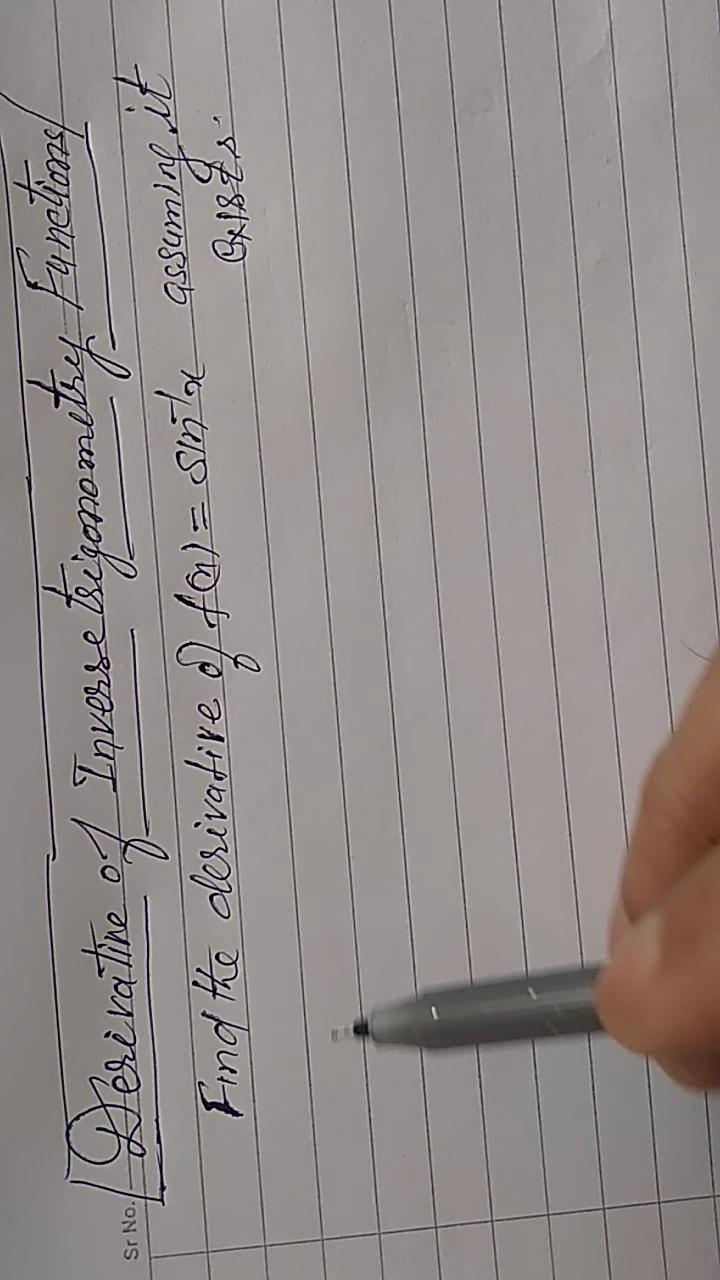 Derivative of Inverse trigonometry Functions
Find the derivative of f(x) = sin⁻¹x assuming it
exists.
Sr No.